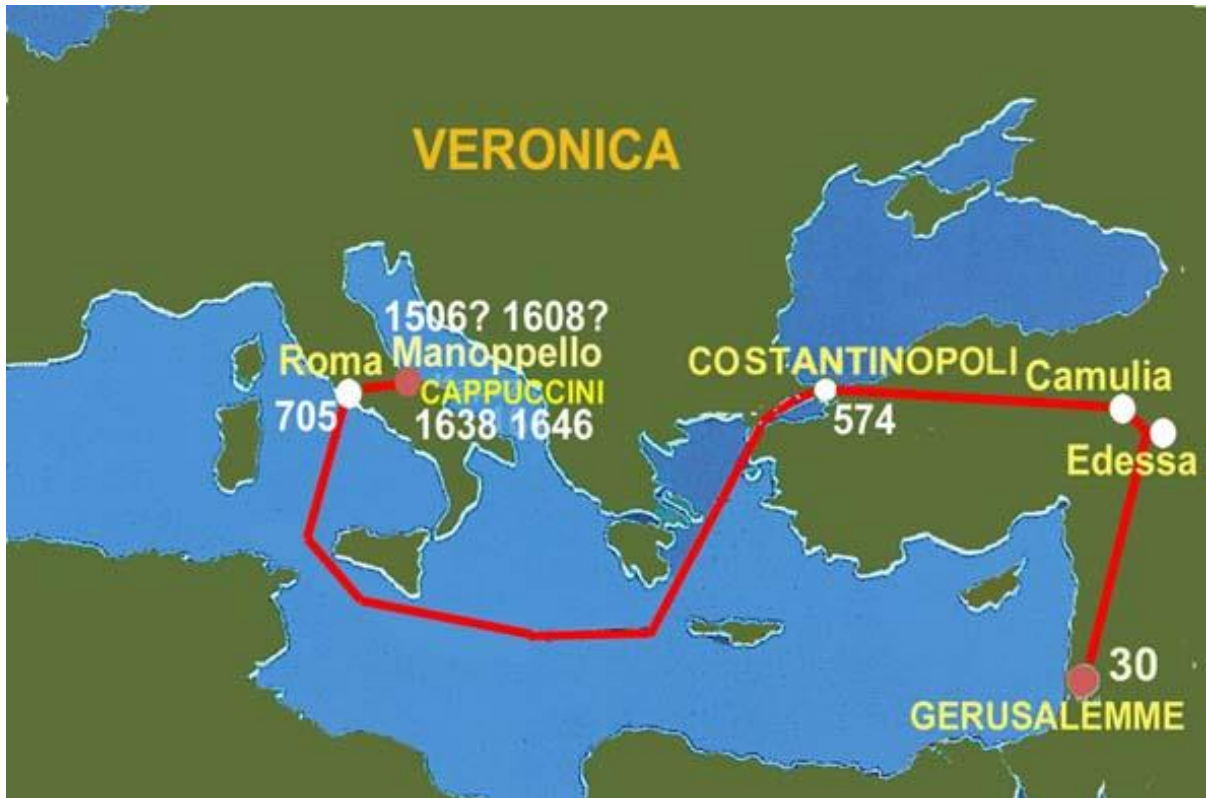 VERONICA
1506? 1608?
Roma Manoppello
CAPPUCCINI
705 1638 1646
COSTANTINOPOLI
574
Camulia
Edessa
30
GERUSALEMME